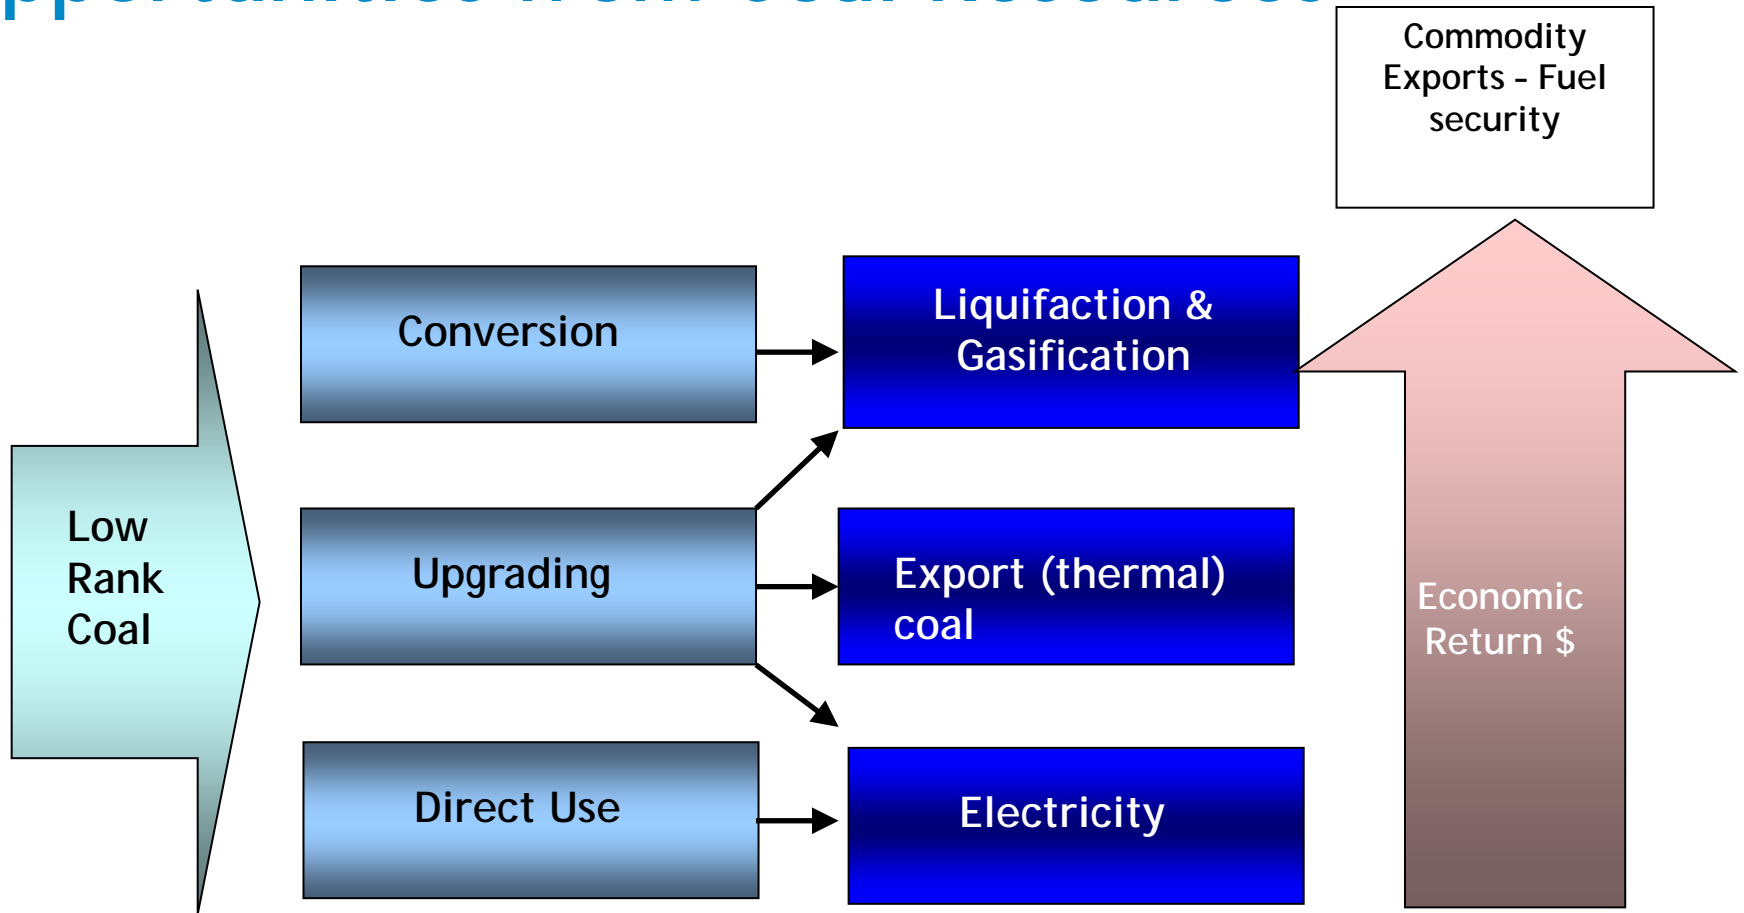 Commodity
Exports - Fuel
security
Conversion
Liquifaction &
Gasification
Low
Rank
Coal
Upgrading
Export (thermal)
coal
Economic
Return $
Direct Use
Electricity